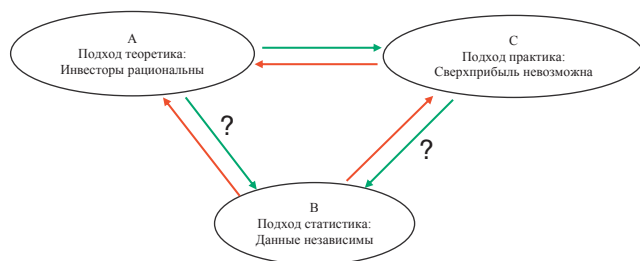 A
Подход теоретика:
Инвесторы рациональны
C
Подход практика:
Сверхприбыль невозможна
?
?
B
Подход статистика:
Данные независимы